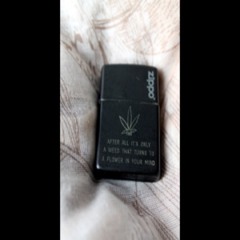 zippo
AFTER ALL IT'S ONLY
A WEED THAT TURNS TO
A FLOWER IN YOUR MIND